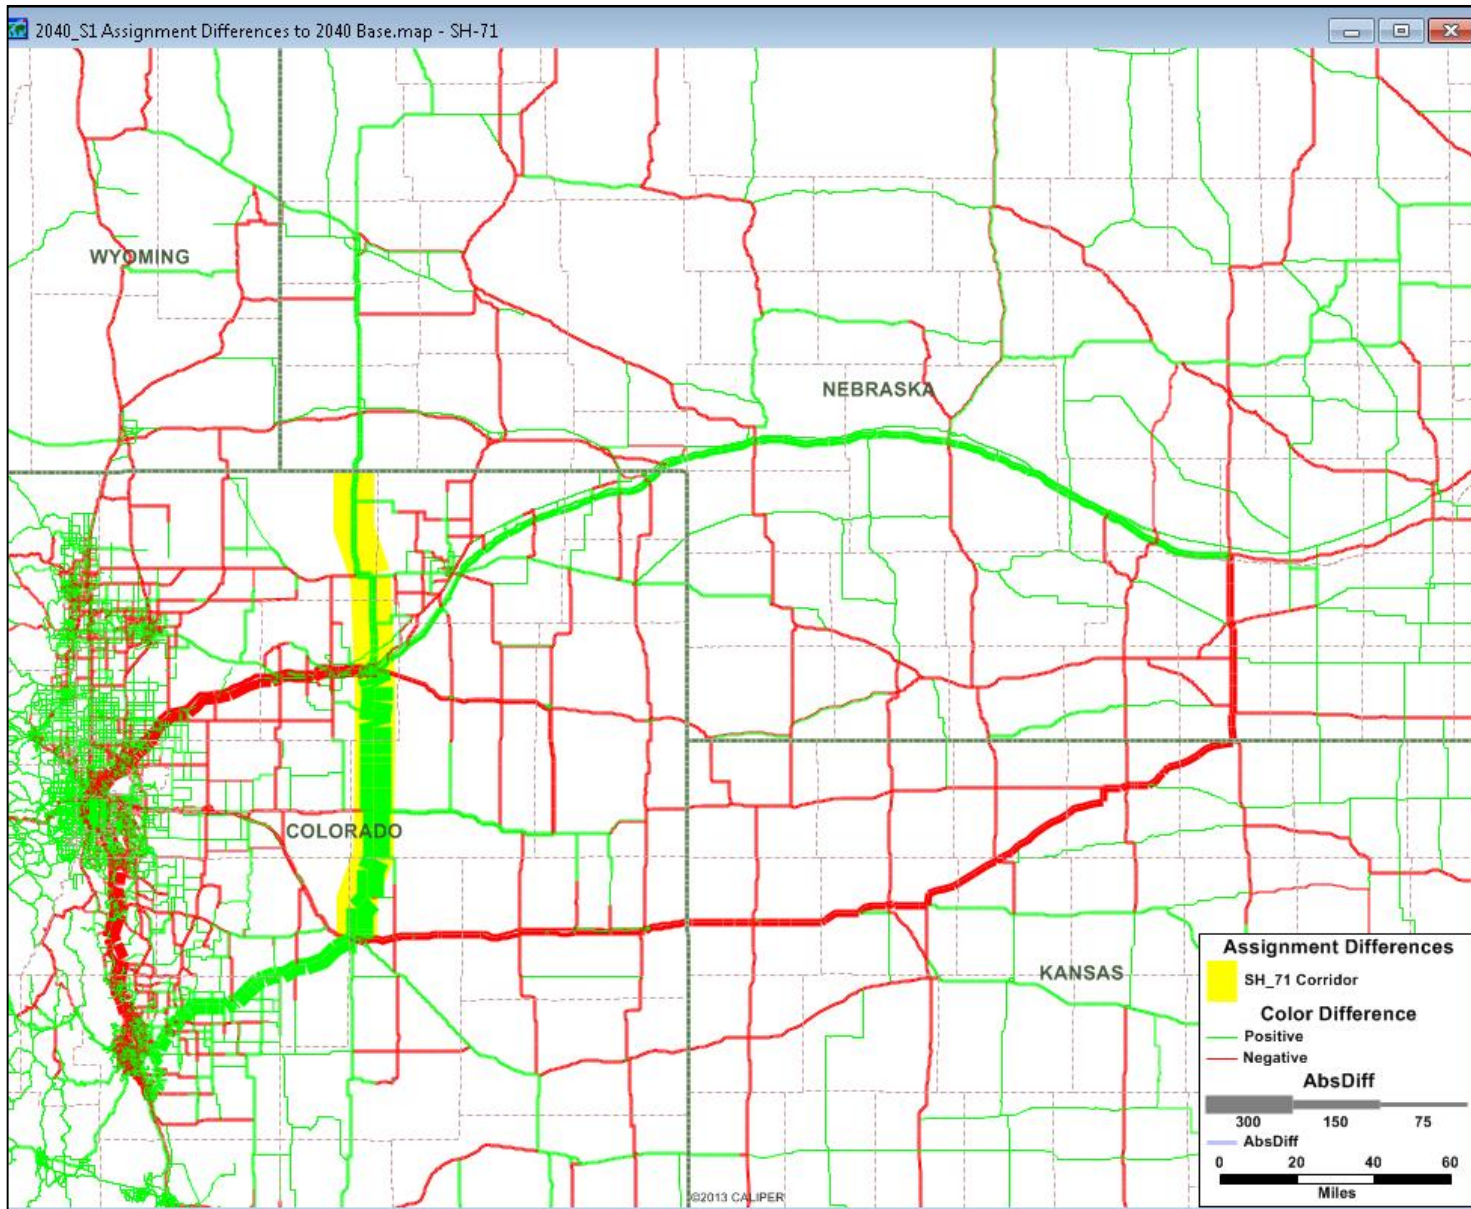 2040_S1 Assignment Differences to 2040 Base.map - SH-71
WYOMING
NEBRASKA
COLORADO
KANSAS
Assignment Differences
SH_71 Corridor
Color Difference
Positive
Negative
AbsDiff
300 150 75
AbsDiff
0 20 40 60
Miles
©2013 CALIPER